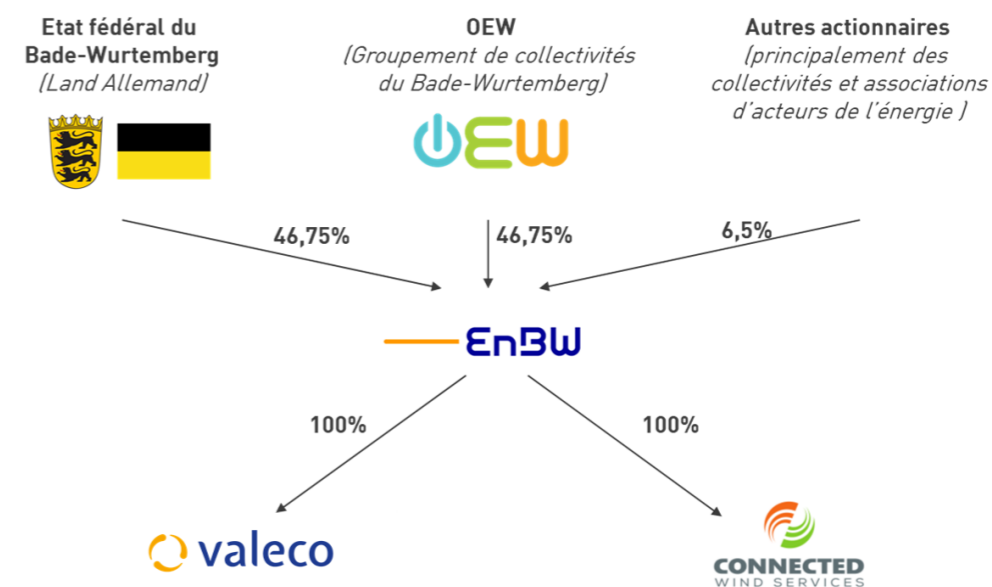 Etat fédéral du
Bade-Wurtemberg
(Land Allemand)
OEW
(Groupement de collectivités
du Bade-Wurtemberg)
Autres actionnaires
(principalement des
collectivités et associations
d'acteurs de l'énergie )
OEW
46,75%
46,75%
6,5%
EnBW
100%
100%
valeco
CONNECTED
WIND SERVICES